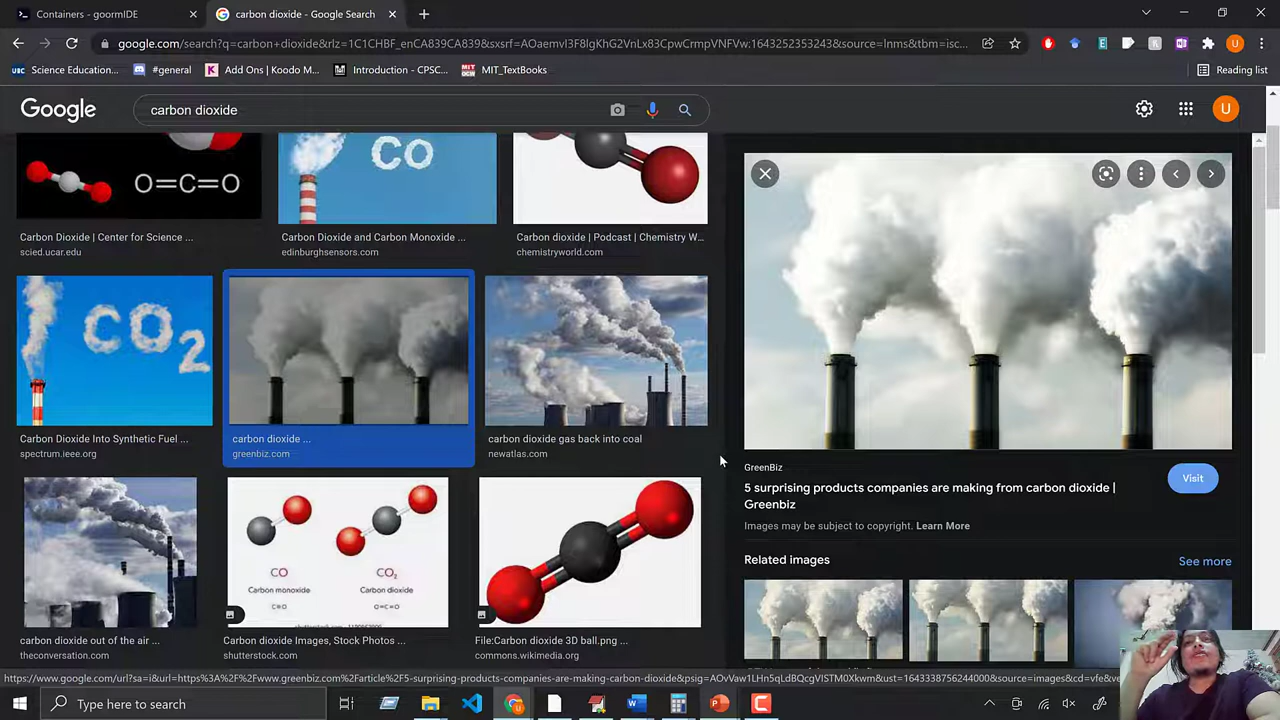 Containers - goormIDE
carbon dioxide - Google Search
google.com/search?q=carbon+dioxide&rlz=1C1CHBF_enCA839CA839&sxsrf=AOaemvI3F8lgKhG2VnLx83CpwCrmpVNFVw:1643252353243&source=lnms&tbm=isc...
UBC Science Education...
#general
K Add Ons | Koodo M...
Introduction - CPSC...
MIT OCW MIT_TextBooks
Reading list
Google
carbon dioxide
U
O=C=O
CO
Carbon Dioxide | Center for Science ...
scied.ucar.edu
Carbon Dioxide and Carbon Monoxide ...
edinburghsensors.com
Carbon dioxide | Podcast | Chemistry W...
chemistryworld.com
CO2
Carbon Dioxide Into Synthetic Fuel ...
spectrum.ieee.org
carbon dioxide ...
greenbiz.com
carbon dioxide gas back into coal
newatlas.com
GreenBiz
5 surprising products companies are making from carbon dioxide |
Greenbiz
Visit
Images may be subject to copyright. Learn More
Related images
See more
CO
Carbon monoxide
C≡O
CO₂
Carbon dioxide
O=C=O
carbon dioxide out of the air ...
theconversation.com
Carbon dioxide Images, Stock Photos ...
shutterstock.com
File:Carbon dioxide 3D ball.png ...
commons.wikimedia.org
Type here to search